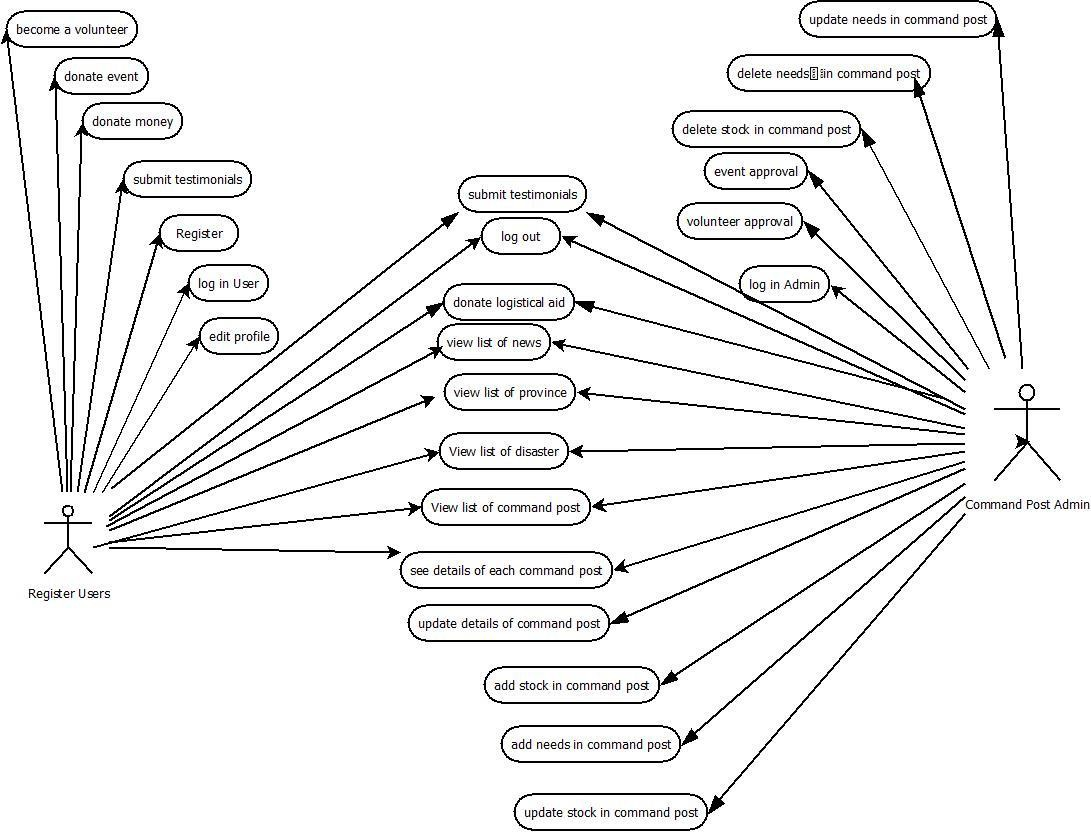 become a volunteer
donate event
donate money
submit testimonials
Register
log in User
edit profile
submit testimonials
log out
donate logistical aid
view list of news
view list of province
View list of disaster
View list of command post
see details of each command post
update details of command post
add stock in command post
add needs in command post
update stock in command post
update needs in command post
delete needs in command post
delete stock in command post
event approval
volunteer approval
log in Admin
Register Users
Command Post Admin